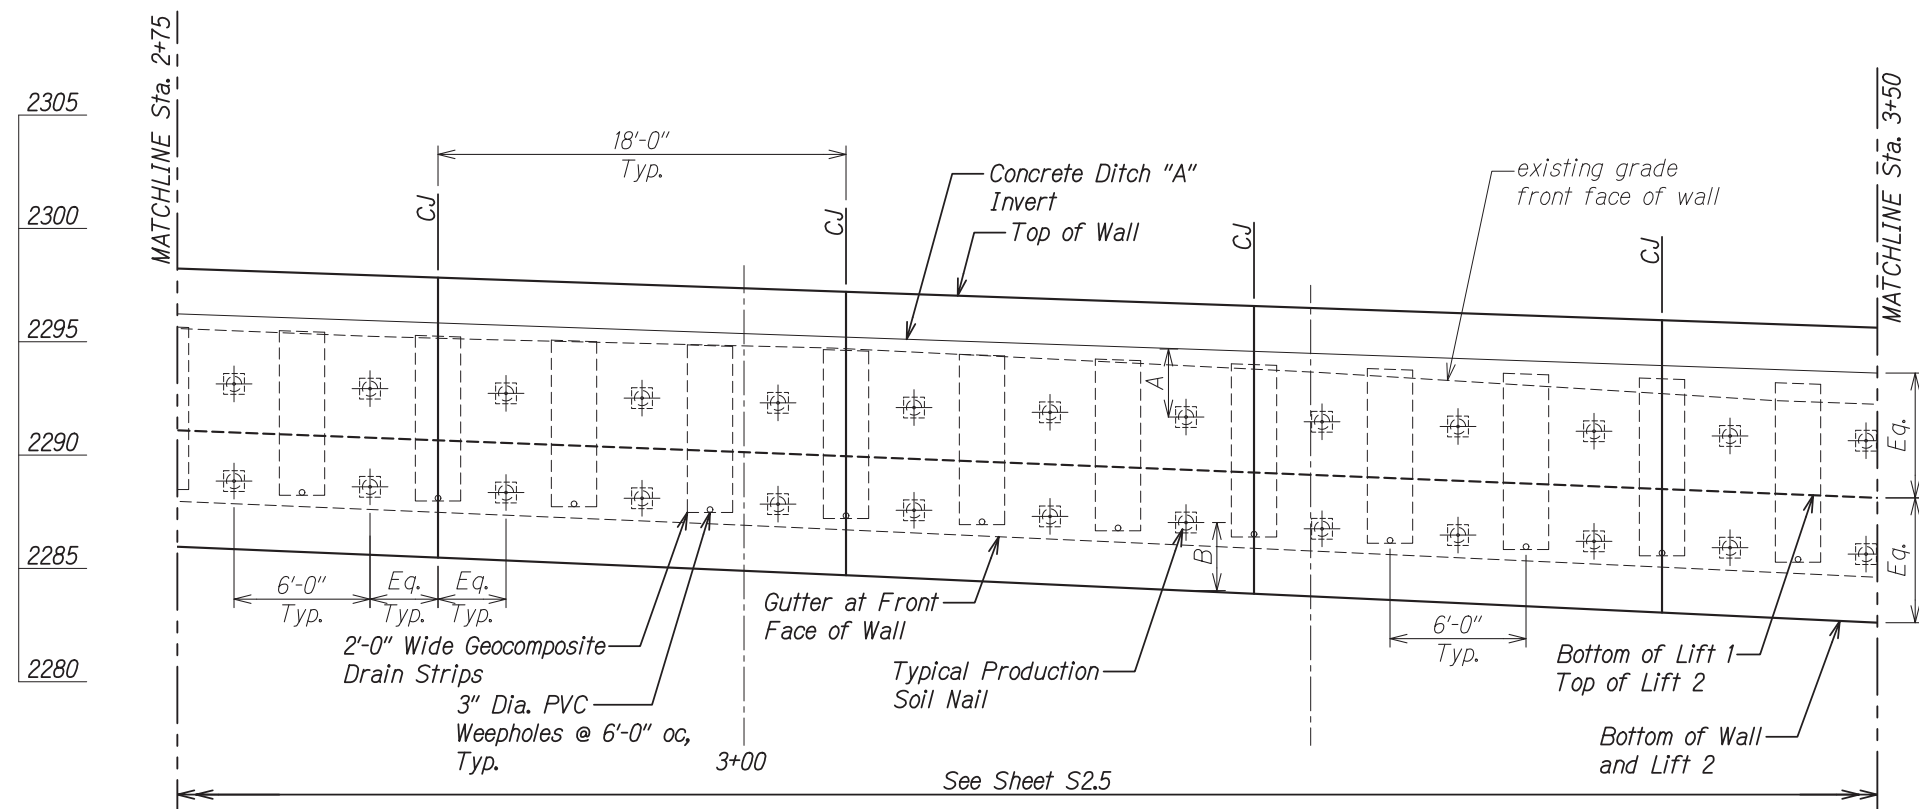 MATCHLINE Sta. 2+75
MATCHLINE Sta. 3+50
2305
2300
2295
2290
2285
2280
18'-0"
Typ.
CJ
CJ
CJ
CJ
Concrete Ditch "A"
Invert
Top of Wall
existing grade
front face of wall
A
B
Eq.
Eq.
6'-0"
Typ.
Eq.
Typ.
Eq.
Typ.
2'-0" Wide Geocomposite
Drain Strips
3" Dia. PVC
Weepholes @ 6'-0" oc,
Typ.
Gutter at Front
Face of Wall
Typical Production
Soil Nail
6'-0"
Typ.
Bottom of Lift 1
Top of Lift 2
Bottom of Wall
and Lift 2
3+00
See Sheet S2.5